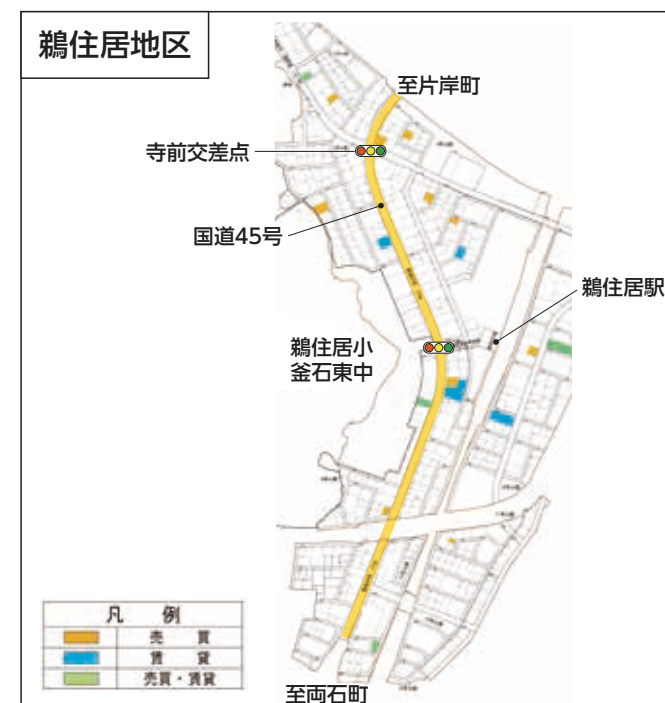 鵜住居地区
至片岸町
寺前交差点
国道45号
鵜住居駅
鵜住居小
釜石東中
凡 例
売 買
賃 貸
売買・賃貸
至両石町